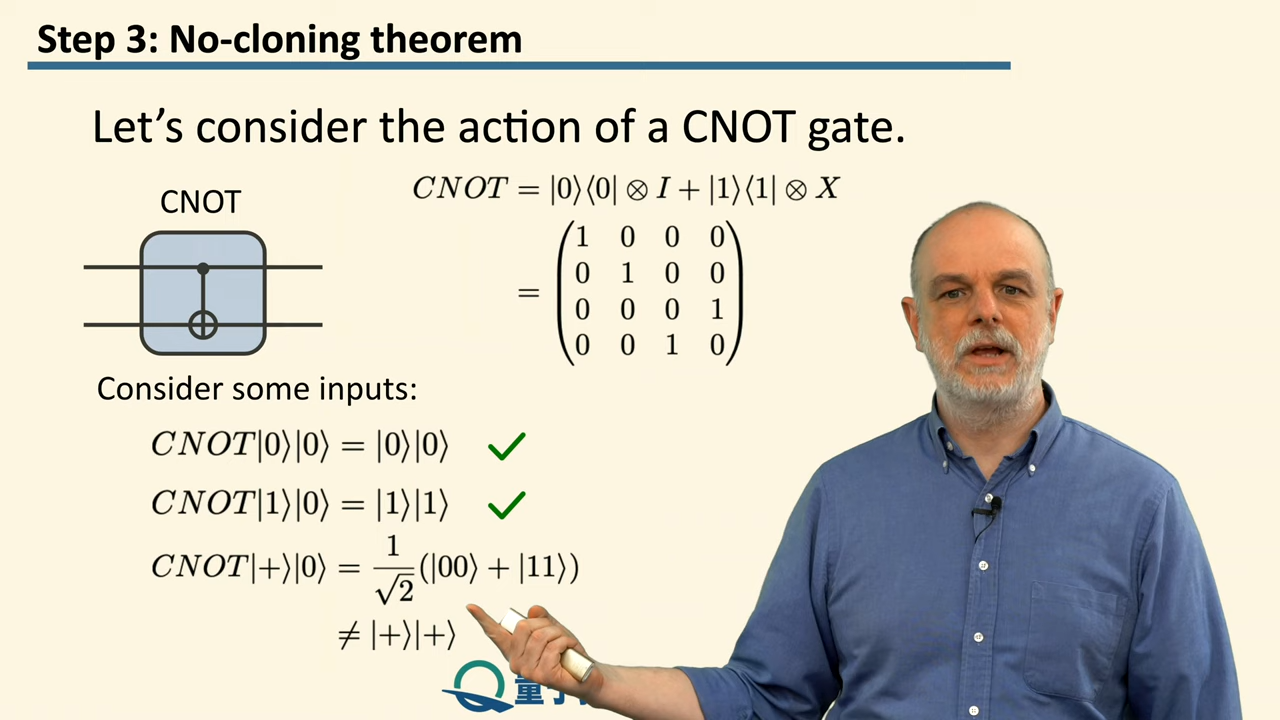 Step 3: No-cloning theorem
Let’s consider the action of a CNOT gate.
CNOT
CNOT = |0⟩⟨0| ⊗ I + |1⟩⟨1| ⊗ X
= (1 0 0 0
0 1 0 0
0 0 0 1
0 0 1 0)
Consider some inputs:
CNOT|0⟩|0⟩ = |0⟩|0⟩ ✓
CNOT|1⟩|0⟩ = |1⟩|1⟩ ✓
CNOT|+⟩|0⟩ = 1/√2 (|00⟩ + |11⟩)
≠ |+⟩|+⟩
量子